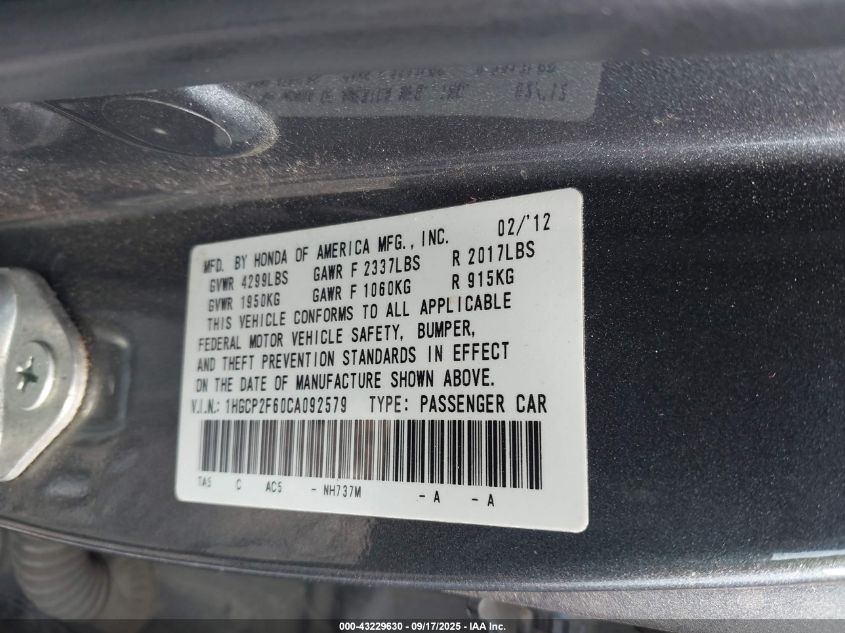 MFD. BY HONDA OF AMERICA MFG., INC. 02/'12
GVWR 4299LBS GAWR F 2337LBS R 2017LBS
GVWR 1950KG GAWR F 1060KG R 915KG
THIS VEHICLE CONFORMS TO ALL APPLICABLE
FEDERAL MOTOR VEHICLE SAFETY, BUMPER,
AND THEFT PREVENTION STANDARDS IN EFFECT
ON THE DATE OF MANUFACTURE SHOWN ABOVE.
V.I.N.: 1HGCP2F60CA092579 TYPE: PASSENGER CAR
TA5 C AC5 - NH737M - A - A
000-43229630 - 09/17/2025 - IAA Inc.